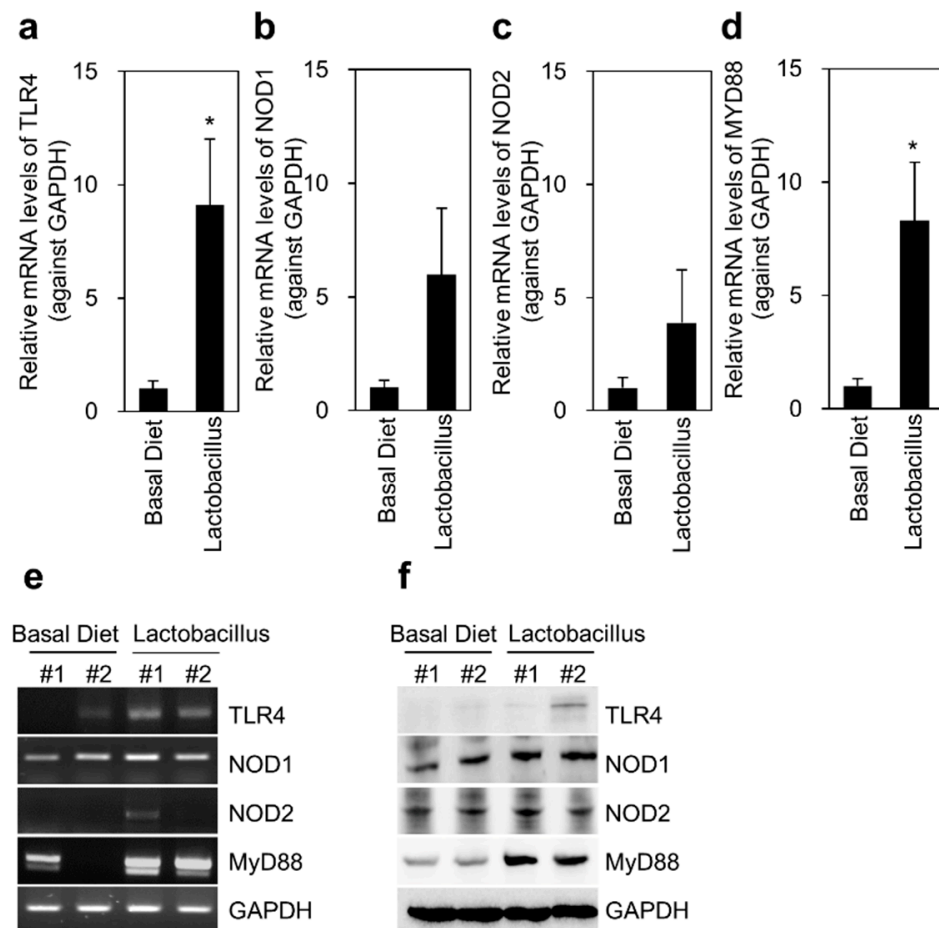 a
Relative mRNA levels of TLR4
(against GAPDH)
15
10
5
0
*
Basal Diet
Lactobacillus
b
Relative mRNA levels of NOD1
(against GAPDH)
15
10
5
0
Basal Diet
Lactobacillus
c
Relative mRNA levels of NOD2
(against GAPDH)
15
10
5
0
Basal Diet
Lactobacillus
d
Relative mRNA levels of MYD88
(against GAPDH)
15
10
5
0
*
Basal Diet
Lactobacillus
e
Basal Diet Lactobacillus
#1 #2 #1 #2
TLR4
NOD1
NOD2
MyD88
GAPDH
f
Basal Diet Lactobacillus
#1 #2 #1 #2
TLR4
NOD1
NOD2
MyD88
GAPDH